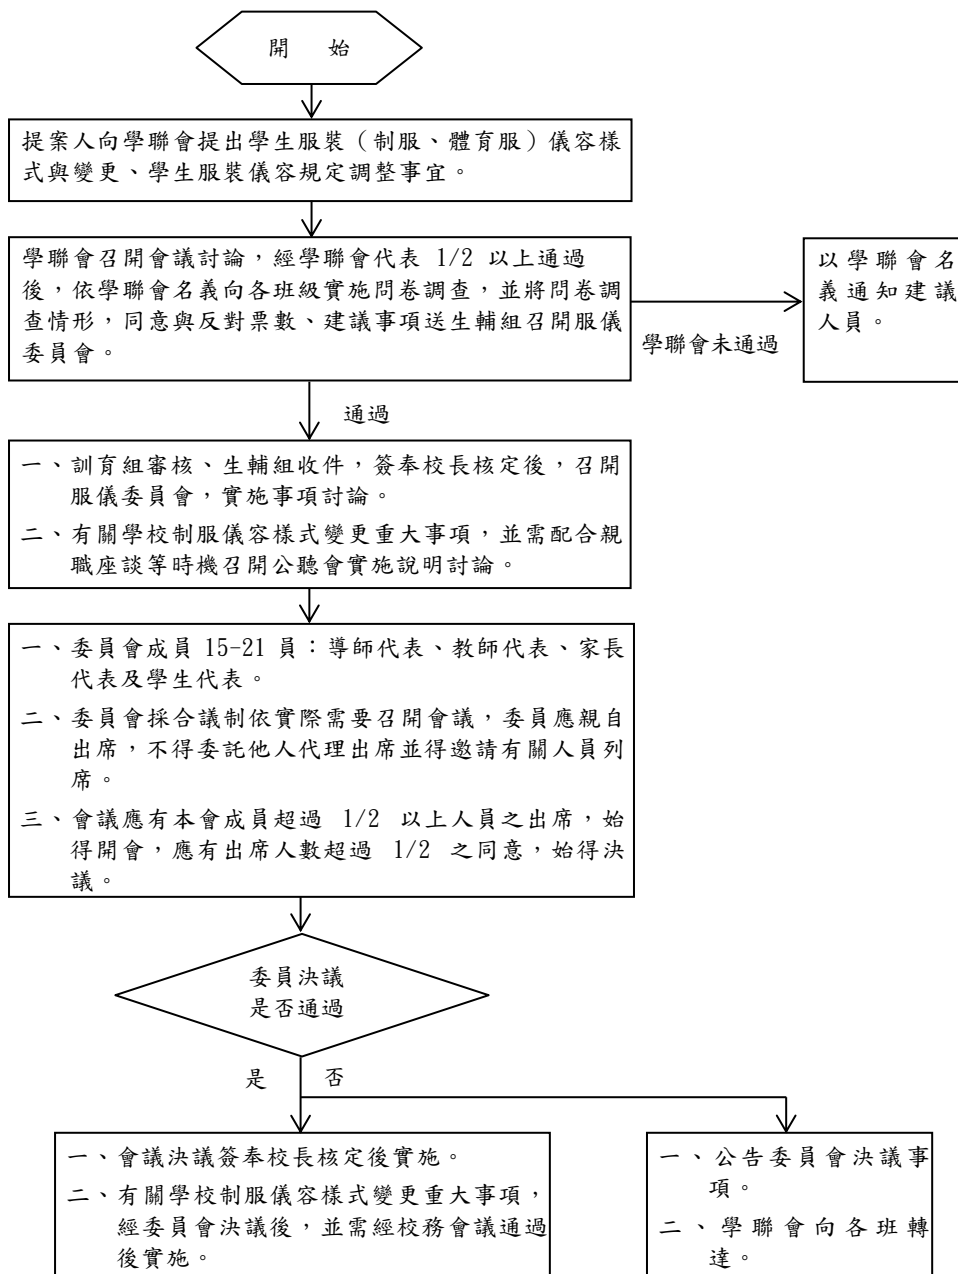 開 始
提案人向學聯會提出學生服裝（制服、體育服）儀容樣
式與變更、學生服裝儀容規定調整事宜。
學聯會召開會議討論，經學聯會代表 1/2 以上通過
後，依學聯會名義向各班級實施問卷調查，並將問卷調
查情形，同意與反對票數、建議事項送生輔組召開服儀
委員會。
學聯會未通過
以學聯會名
義通知建議
人員。
通過
一、訓育組審核、生輔組收件，簽奉校長核定後，召開
服儀委員會，實施事項討論。
二、有關學校制服儀容樣式變更重大事項，並需配合親
職座談等時機召開公聽會實施說明討論。
一、委員會成員 15-21 員：導師代表、教師代表、家長
代表及學生代表。
二、委員會採合議制依實際需要召開會議，委員應親自
出席，不得委託他人代理出席並得邀請有關人員列
席。
三、會議應有本會成員超過 1/2 以上人員之出席，始
得開會，應有出席人數超過 1/2 之同意，始得決
議。
委員決議
是否通過
是 否
一、會議決議簽奉校長核定後實施。
二、有關學校制服儀容樣式變更重大事項，
經委員會決議後，並需經校務會議通過
後實施。
一、公告委員會決議事
項。
二、學聯會向各班轉
達。